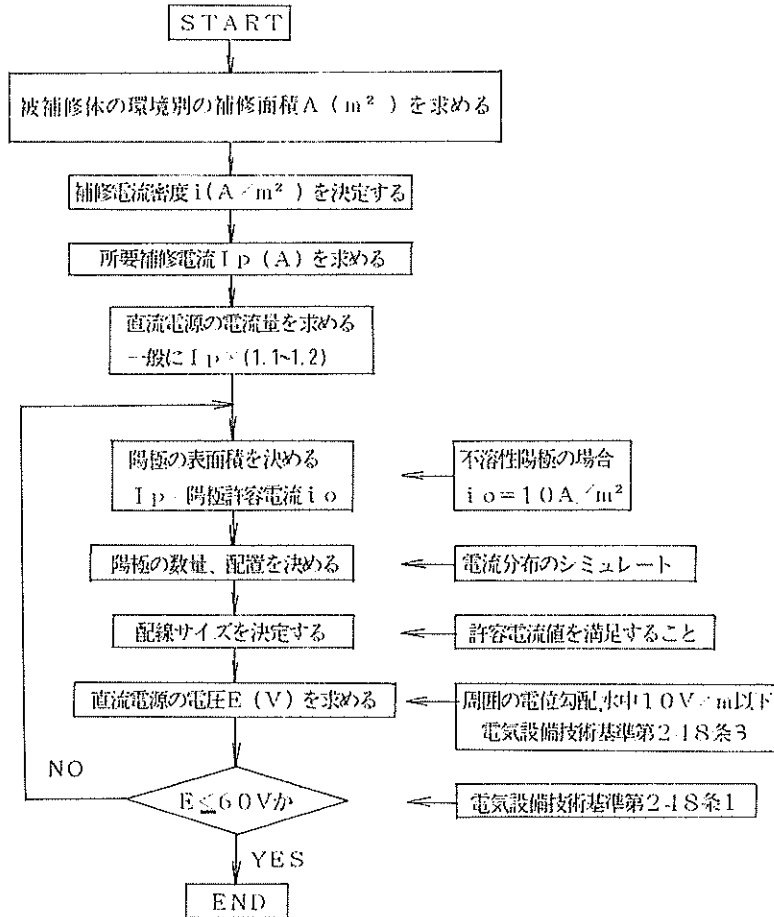 START
被補修体の環境別の補修面積A(m²)を求める
補修電流密度i(A/m²)を決定する
所要補修電流Ip(A)を求める
直流電源の電流量を求める
一般にIp×(1.1~1.2)
陽極の表面積を決める
Ip 陽極許容電流io
不溶性陽極の場合
io=10A/m²
陽極の数量、配置を決める
電流分布のシミュレート
配線サイズを決定する
許容電流値を満足すること
直流電源の電圧E(V)を求める
周囲の電位勾配,水中10V/m以下
電気設備技術基準第248条3
NO
E≦60Vか
電気設備技術基準第248条1
YES
END